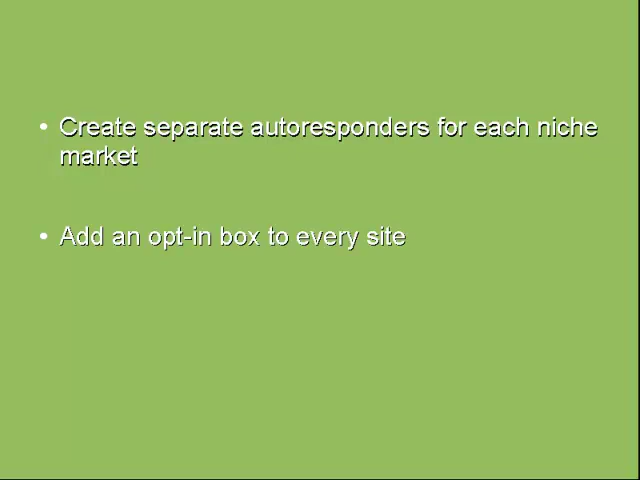 • Create separate autoresponders for each niche
market
• Add an opt-in box to every site